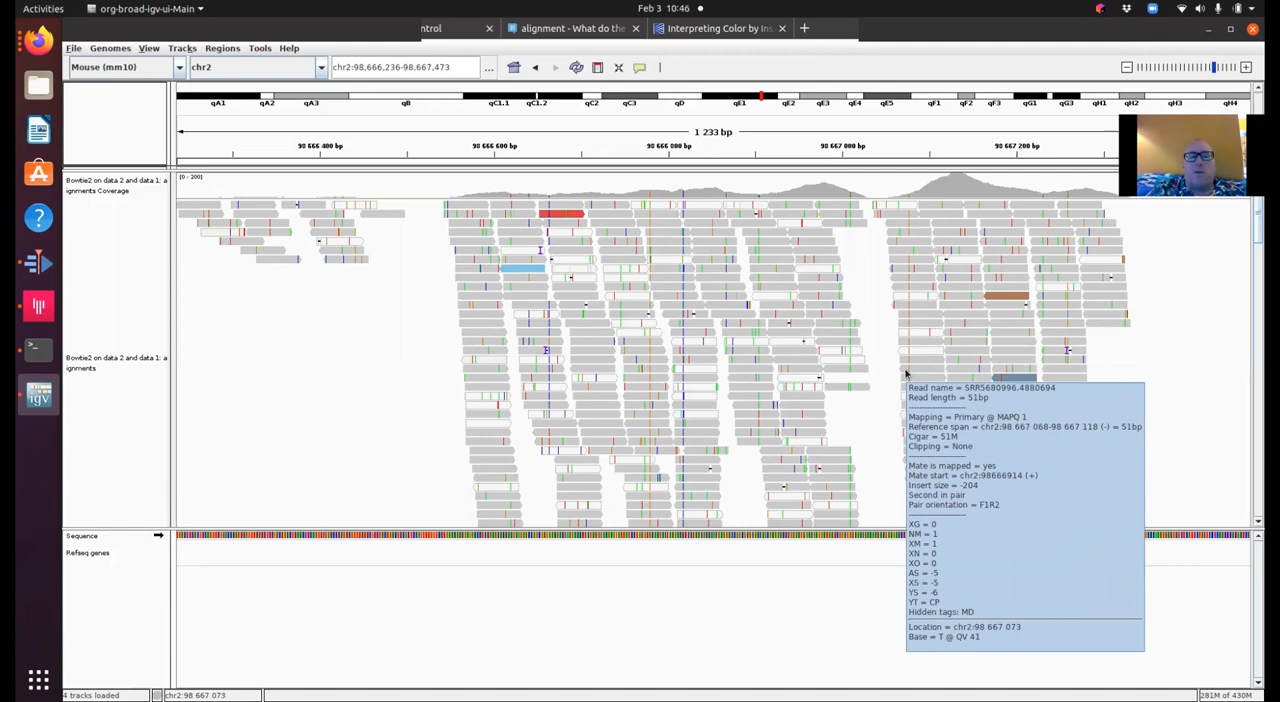 Activities org-broad-igv-ui-Main Feb 3 10:46
ntrol alignment - What do the Interpreting Color by Ins
File Genomes View Tracks Regions Tools Help
Mouse (mm10) chr2 chr2:98,666,236-98,667,473 ...
qA1 qA2 qA3 qB qC1.1 qC1.2 qC2 qC3 qD qE1 qE2 qE3 qE4 qE5 qF1 qF2 qF3 qG1 qG3 qH1 qH2 qH3 qH4
1 233 bp
98 666 400 bp 98 666 600 bp 98 666 800 bp 98 667 000 bp 98 667 200 bp
Bowtie2 on data 2 and data 1: a
lignments Coverage
[0 - 200]
Bowtie2 on data 2 and data 1: a
lignments
Read name = SRR5680996.4880694
Read length = 51bp
----------------------
Mapping = Primary @ MAPQ 1
Reference span = chr2:98 667 068-98 667 118 (-) = 51bp
Cigar = 51M
Clipping = None
----------------------
Mate is mapped = yes
Mate start = chr2:98666914 (+)
Insert size = -204
Second in pair
Pair orientation = F1R2
----------------------
XG = 0
NM = 1
XM = 1
XN = 0
XO = 0
AS = -5
XS = -5
YS = -6
YT = CP
Hidden tags: MD
Location = chr2:98 667 073
Base = T @ QV 41
Sequence
Refseq genes
4 tracks loaded chr2:98 667 073 281M of 430M